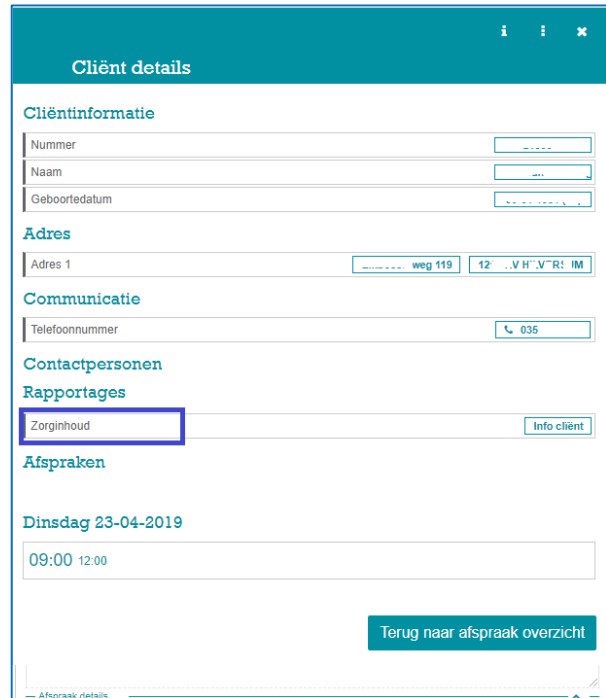 Cliënt details
Cliëntinformatie
Nummer
Naam
Geboortedatum
Adres
Adres 1 weg 119
Communicatie
Telefoonnummer 035
Contactpersonen
Rapportages
Zorginhoud Info cliënt
Afspraken
Dinsdag 23-04-2019
09:00 12:00
Terug naar afspraak overzicht
Afspraak details